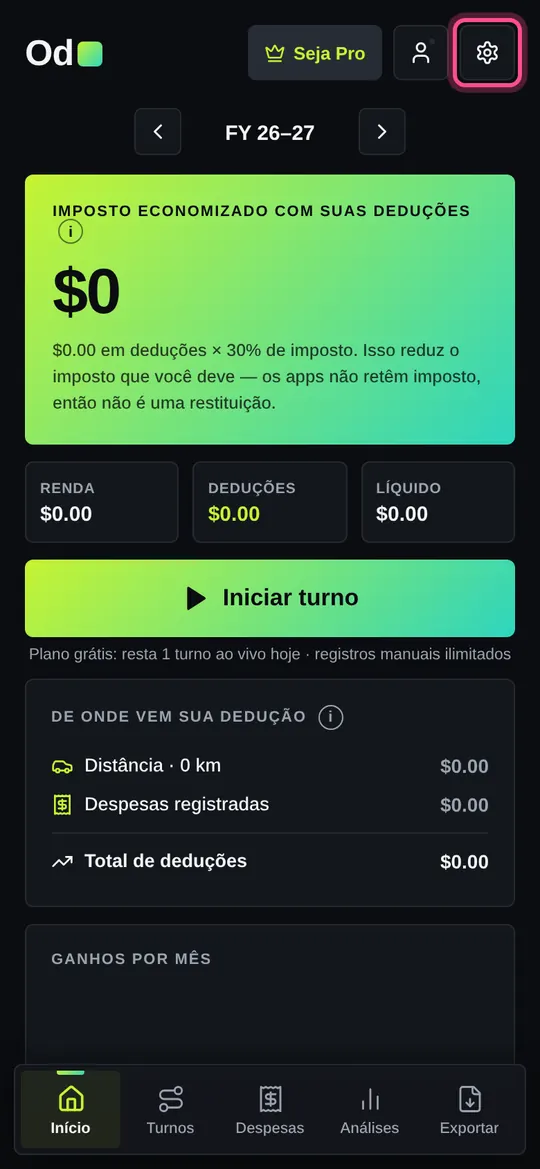 Od
Seja Pro
FY 26–27
IMPOSTO ECONOMIZADO COM SUAS DEDUÇÕES
i
$0
$0.00 em deduções × 30% de imposto. Isso reduz o
imposto que você deve — os apps não retêm imposto,
então não é uma restituição.
RENDA
$0.00
DEDUÇÕES
$0.00
LÍQUIDO
$0.00
Iniciar turno
Plano grátis: resta 1 turno ao vivo hoje · registros manuais ilimitados
DE ONDE VEM SUA DEDUÇÃO i
Distância · 0 km $0.00
Despesas registradas $0.00
Total de deduções $0.00
GANHOS POR MÊS
Início
Turnos
Despesas
Análises
Exportar